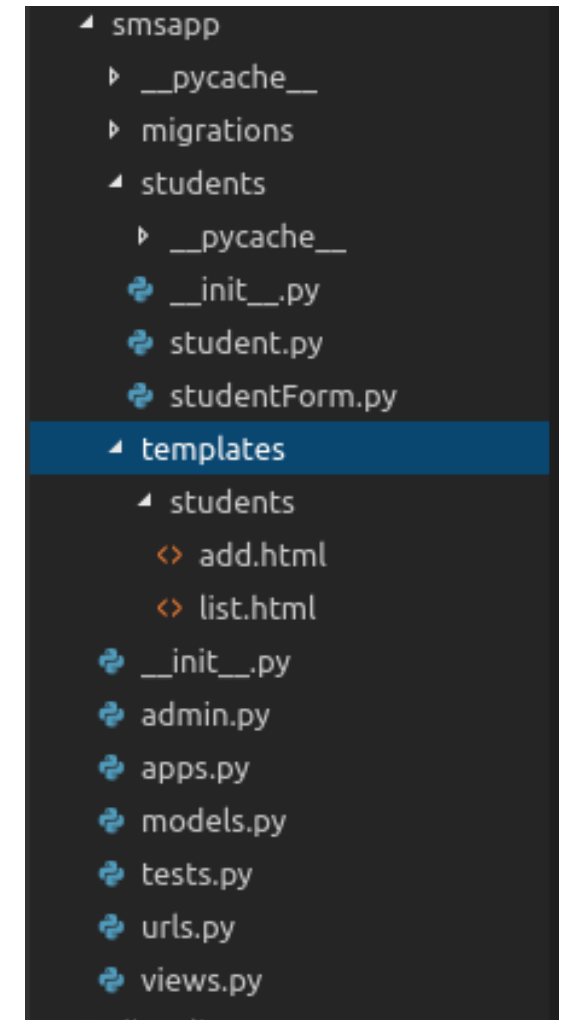 smsapp
__pycache__
migrations
students
__pycache__
__init__.py
student.py
studentForm.py
templates
students
add.html
list.html
__init__.py
admin.py
apps.py
models.py
tests.py
urls.py
views.py